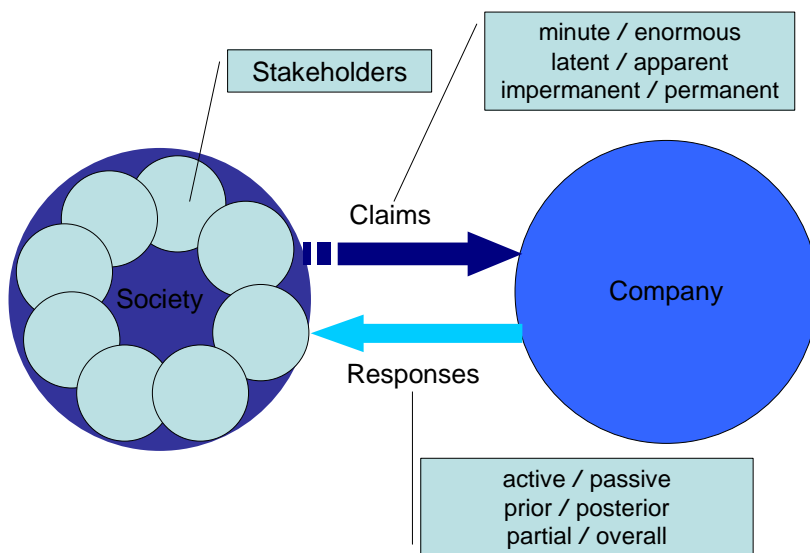 minute / enormous
latent / apparent
impermanent / permanent
Stakeholders
Claims
Society
Company
Responses
active / passive
prior / posterior
partial / overall